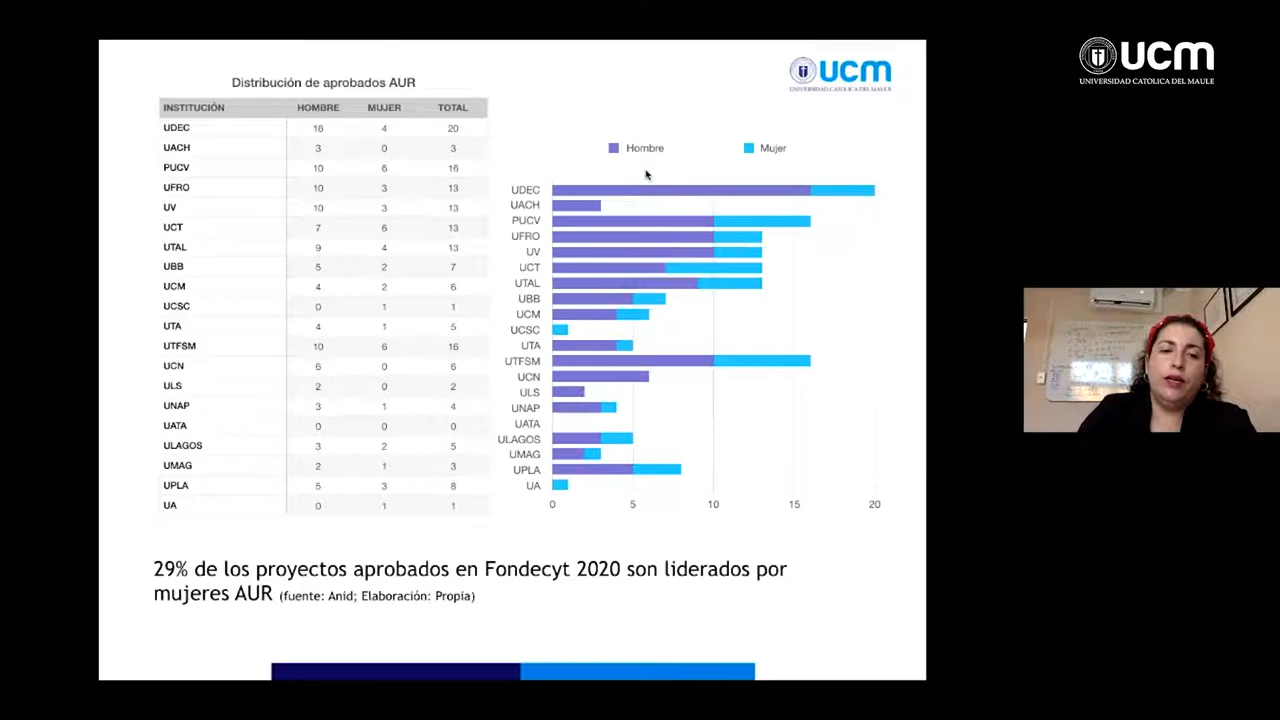 UCM
UNIVERSIDAD CATOLICA DEL MAULE
UCM
UNIVERSIDAD CATOLICA DEL MAULE
Distribución de aprobados AUR
INSTITUCIÓN HOMBRE MUJER TOTAL
UDEC 16 4 20
UACH 3 0 3
PUCV 10 6 16
UFRO 10 3 13
UV 10 3 13
UCT 7 6 13
UTAL 9 4 13
UBB 5 2 7
UCM 4 2 6
UCSC 0 1 1
UTA 4 1 5
UTFSM 10 6 16
UCN 6 0 6
ULS 2 0 2
UNAP 3 1 4
UATA 0 0 0
ULAGOS 3 2 5
UMAG 2 1 3
UPLA 5 3 8
UA 0 1 1
Hombre Mujer
UDEC
UACH
PUCV
UFRO
UV
UCT
UTAL
UBB
UCM
UCSC
UTA
UTFSM
UCN
ULS
UNAP
UATA
ULAGOS
UMAG
UPLA
UA
0 5 10 15 20
29% de los proyectos aprobados en Fondecyt 2020 son liderados por
mujeres AUR (fuente: Anid; Elaboración: Propia)